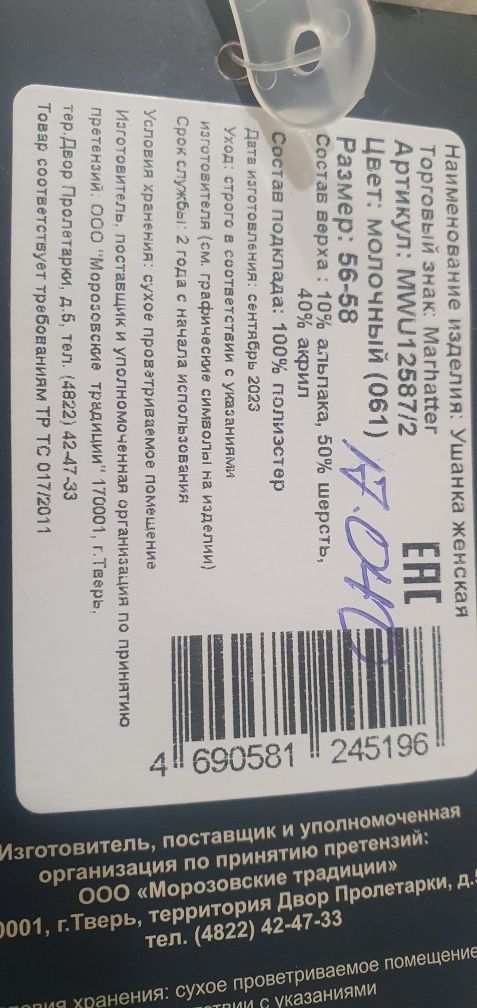 Наименование изделия: Ушанка женская
Торговый знак: Marhatter
Артикул: MWU12587/2
Цвет: молочный (061)
Размер: 56-58
Состав верха : 10% альпака, 50% шерсть,
40% акрил
Состав подклада: 100% полиэстер
Дата изготовления: сентябрь 2023
Уход: строго в соответствии с указаниями
изготовителя (см. графические символы на изделии)
Срок службы: 2 года с начала использования
Условия хранения: сухое проветриваемое помещение
Изготовитель, поставщик и уполномоченная организация по принятию
претензий: ООО "Морозовские традиции" 170001, г.Тверь,
тер.Двор Пролетарки, д.5, тел. (4822) 42-47-33
Товар соответствует требованиям ТР ТС 017/2011
EAC
4 690581 245196
Изготовитель, поставщик и уполномоченная
организация по принятию претензий:
ООО «Морозовские традиции»
0001, г.Тверь, территория Двор Пролетарки, д.5
тел. (4822) 42-47-33
хранения: сухое проветриваемое помещение
с указаниями